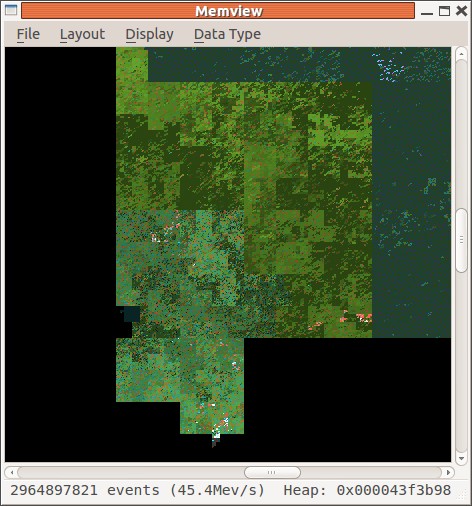 Memview
File Layout Display Data Type
2964897821 events (45.4Mev/s) Heap: 0x000043f3b98